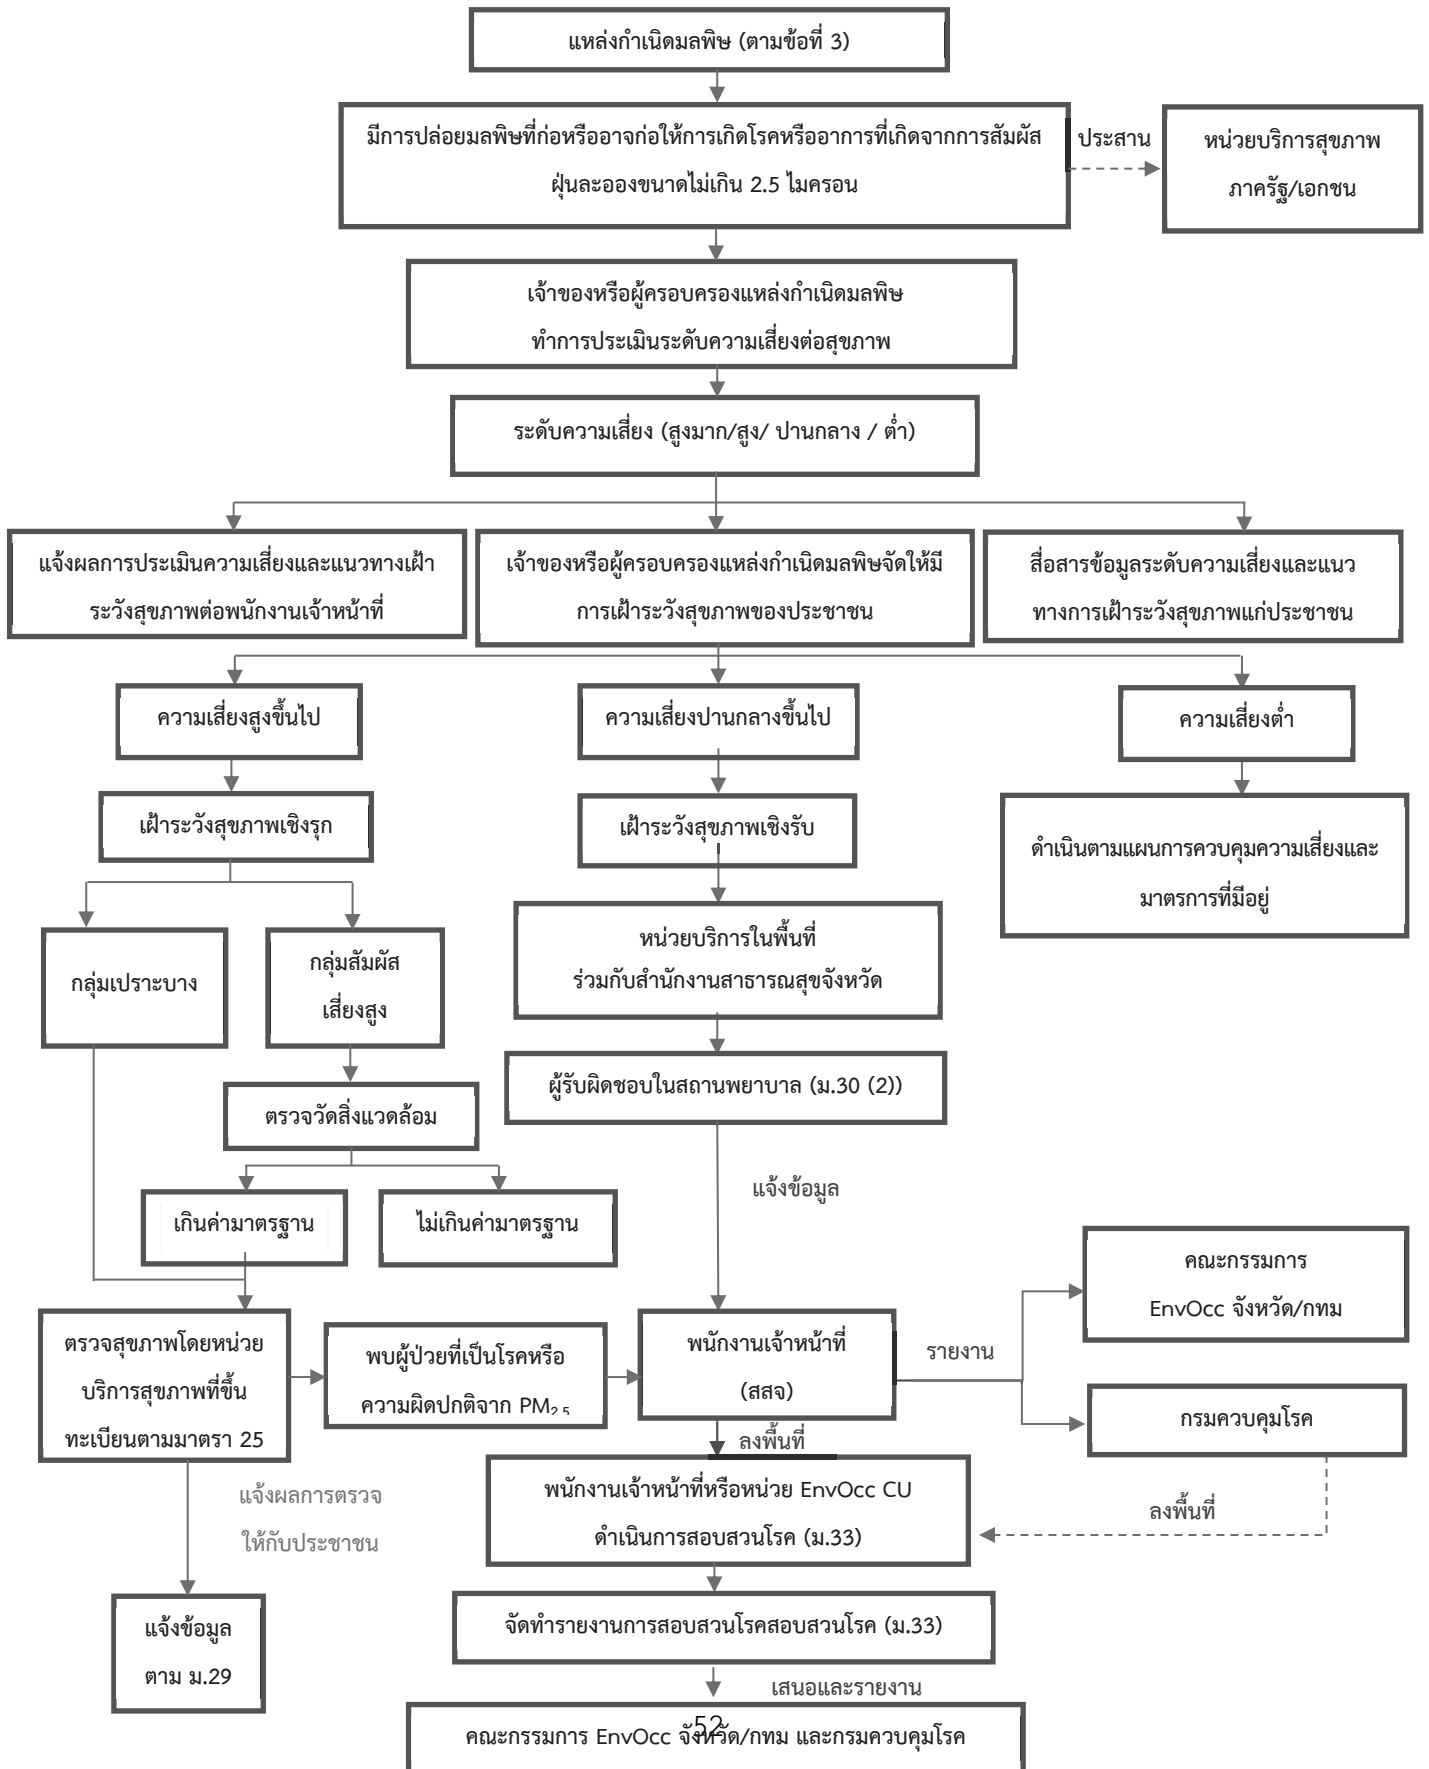 แหล่งกำเนิดมลพิษ (ตามข้อที่ 3)
มีการปล่อยมลพิษที่ก่อหรืออาจก่อให้การเกิดโรคหรืออาการที่เกิดจากการสัมผัส
ฝุ่นละอองขนาดไม่เกิน 2.5 ไมครอน
ประสาน
หน่วยบริการสุขภาพ
ภาครัฐ/เอกชน
เจ้าของหรือผู้ครอบครองแหล่งกำเนิดมลพิษ
ทำการประเมินระดับความเสี่ยงต่อสุขภาพ
ระดับความเสี่ยง (สูงมาก/สูง/ ปานกลาง / ต่ำ)
แจ้งผลการประเมินความเสี่ยงและแนวทางเฝ้า
ระวังสุขภาพต่อพนักงานเจ้าหน้าที่
เจ้าของหรือผู้ครอบครองแหล่งกำเนิดมลพิษจัดให้มี
การเฝ้าระวังสุขภาพของประชาชน
สื่อสารข้อมูลระดับความเสี่ยงและแนว
ทางการเฝ้าระวังสุขภาพแก่ประชาชน
ความเสี่ยงสูงขึ้นไป
ความเสี่ยงปานกลางขึ้นไป
ความเสี่ยงต่ำ
เฝ้าระวังสุขภาพเชิงรุก
เฝ้าระวังสุขภาพเชิงรับ
ดำเนินตามแผนการควบคุมความเสี่ยงและ
มาตรการที่มีอยู่
กลุ่มเปราะบาง
กลุ่มสัมผัส
เสี่ยงสูง
หน่วยบริการในพื้นที่
ร่วมกับสำนักงานสาธารณสุขจังหวัด
ตรวจวัดสิ่งแวดล้อม
ผู้รับผิดชอบในสถานพยาบาล (ม.30 (2))
แจ้งข้อมูล
เกินค่ามาตรฐาน
ไม่เกินค่ามาตรฐาน
คณะกรรมการ
EnvOcc จังหวัด/กทม
ตรวจสุขภาพโดยหน่วย
บริการสุขภาพที่ขึ้น
ทะเบียนตามมาตรา 25
พบผู้ป่วยที่เป็นโรคหรือ
ความผิดปกติจาก PM₂.₅
พนักงานเจ้าหน้าที่
(สสจ)
รายงาน
กรมควบคุมโรค
ลงพื้นที่
แจ้งผลการตรวจ
ให้กับประชาชน
พนักงานเจ้าหน้าที่หรือหน่วย EnvOcc CU
ดำเนินการสอบสวนโรค (ม.33)
ลงพื้นที่
แจ้งข้อมูล
ตาม ม.29
จัดทำรายงานการสอบสวนโรคสอบสวนโรค (ม.33)
เสนอและรายงาน
คณะกรรมการ EnvOcc จังหวัด/กทม และกรมควบคุมโรค
52